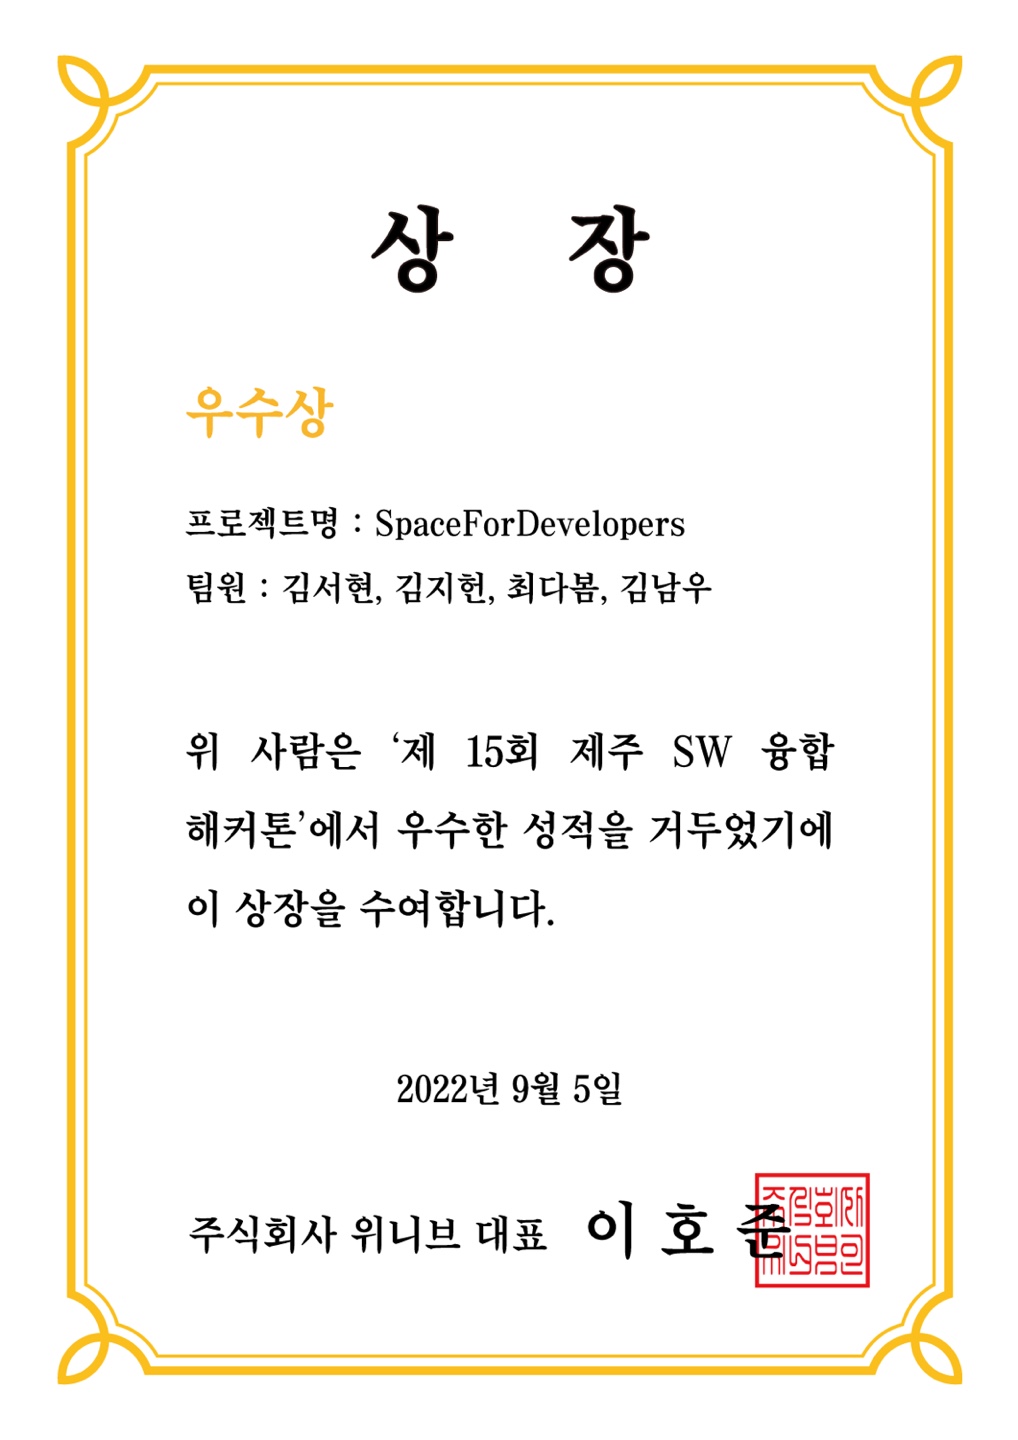 상 장
우수상
프로젝트명 : SpaceForDevelopers
팀원 : 김서현, 김지헌, 최다봄, 김남우
위 사람은 ‘제 15회 제주 SW 융합
해커톤’에서 우수한 성적을 거두었기에
이 상장을 수여합니다.
2022년 9월 5일
주식회사 위니브 대표 이 호 준